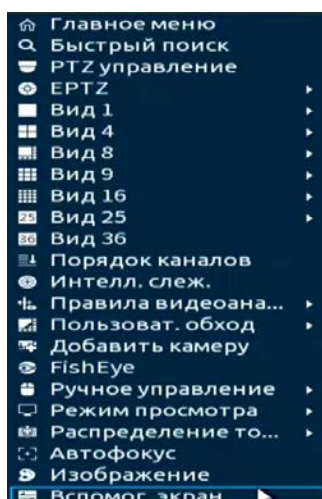 Главное меню
Быстрый поиск
PTZ управление
EPTZ
Вид 1
Вид 4
Вид 8
Вид 9
Вид 16
25 Вид 25
36 Вид 36
Порядок каналов
Интелл. слеж.
Правила видеоана...
Пользоват. обход
Добавить камеру
FishEye
Ручное управление
Режим просмотра
Распределение то...
Автофокус
Изображение
Вспомог. экран